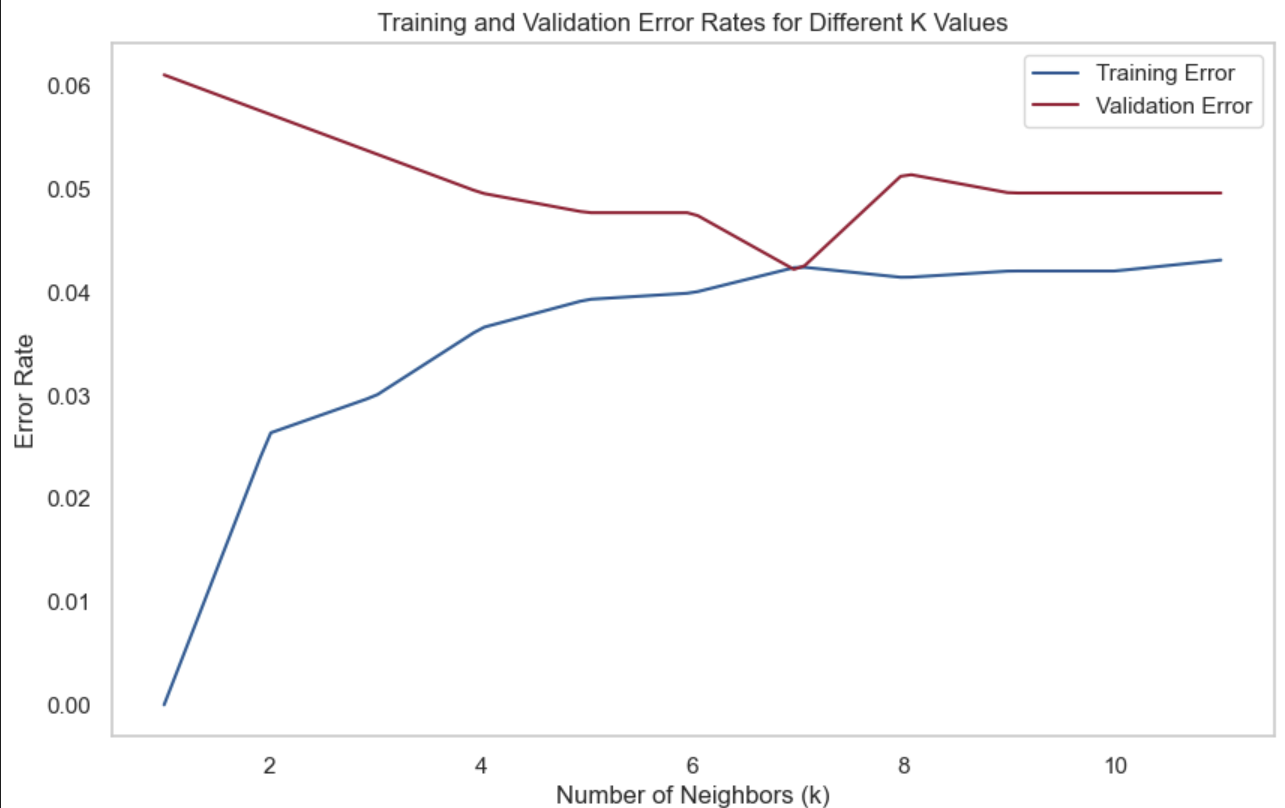 Training and Validation Error Rates for Different K Values
Training Error
Validation Error
0.06
0.05
0.04
0.03
0.02
0.01
0.00
Error Rate
2 4 6 8 10
Number of Neighbors (k)